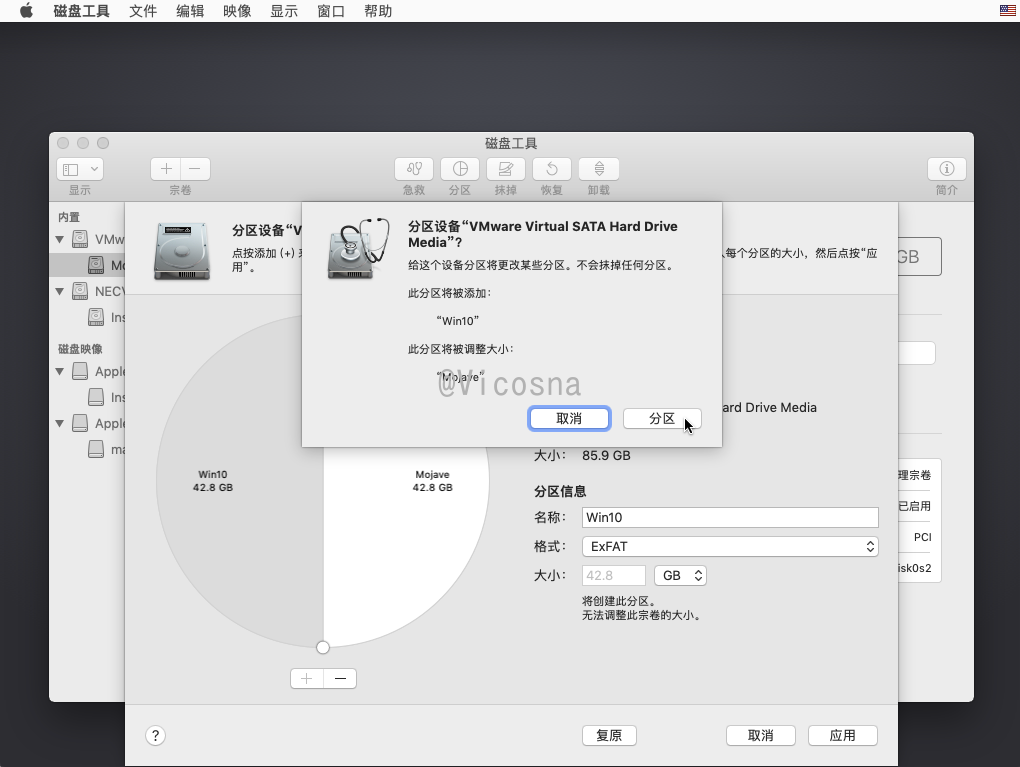 磁盘工具 文件 编辑 映像 显示 窗口 帮助
磁盘工具
显示 宗卷 急救 分区 抹掉 恢复 卸载 简介
内置
VMw
Mo
NECV
Ins
磁盘映像
Apple
Ins
Apple
ma
分区设备“V
点按添加 (+) 来
用”。
入每个分区的大小，然后点按“应
GB
分区设备“VMware Virtual SATA Hard Drive
Media”?
给这个设备分区将更改某些分区。不会抹掉任何分区。
此分区将被添加：
“Win10”
此分区将被调整大小：
“Mojave”
@Vicosna
取消 分区
ard Drive Media
大小： 85.9 GB
Win10
42.8 GB
Mojave
42.8 GB
分区信息
名称： Win10
格式： ExFAT
大小： 42.8 GB
将创建此分区。
无法调整此宗卷的大小。
理宗卷
已启用
PCI
isk0s2
+ −
? 复原 取消 应用